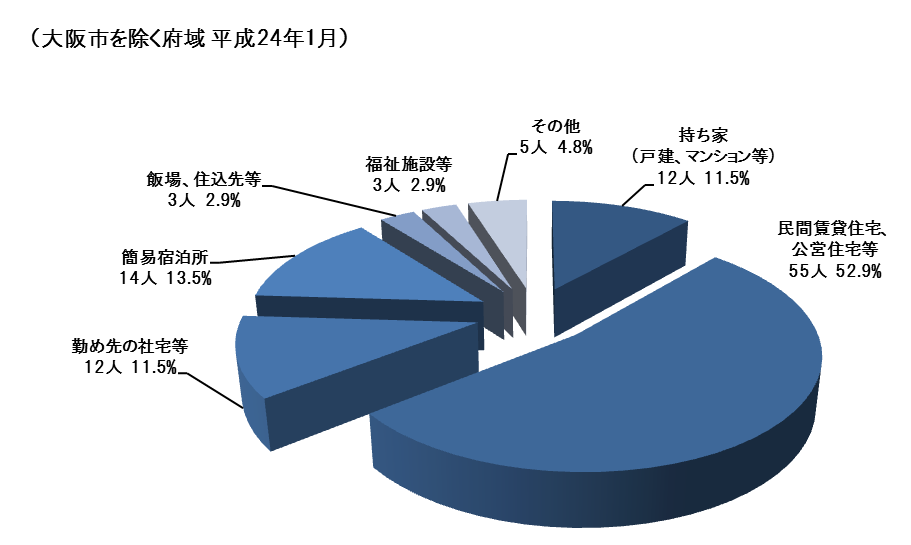 （大阪市を除く府域 平成24年1月）
その他
5人 4.8%
持ち家
（戸建、マンション等）
12人 11.5%
民間賃貸住宅、
公営住宅等
55人 52.9%
福祉施設等
3人 2.9%
飯場、住込先等
3人 2.9%
簡易宿泊所
14人 13.5%
勤め先の社宅等
12人 11.5%